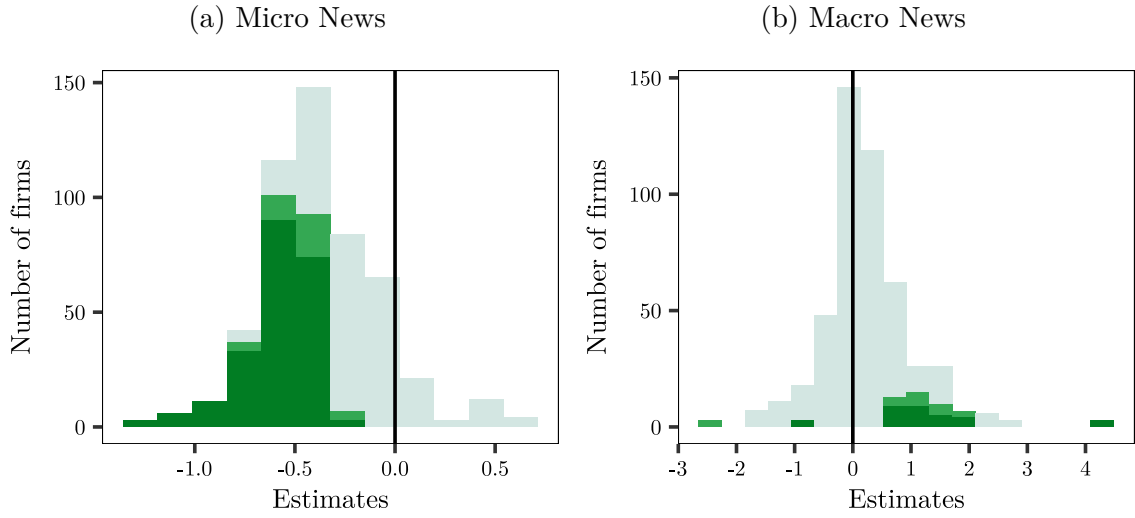 (a) Micro News
150
100
50
0
Number of firms
-1.0 -0.5 0.0 0.5
Estimates
(b) Macro News
150
100
50
0
Number of firms
-3 -2 -1 0 1 2 3 4
Estimates